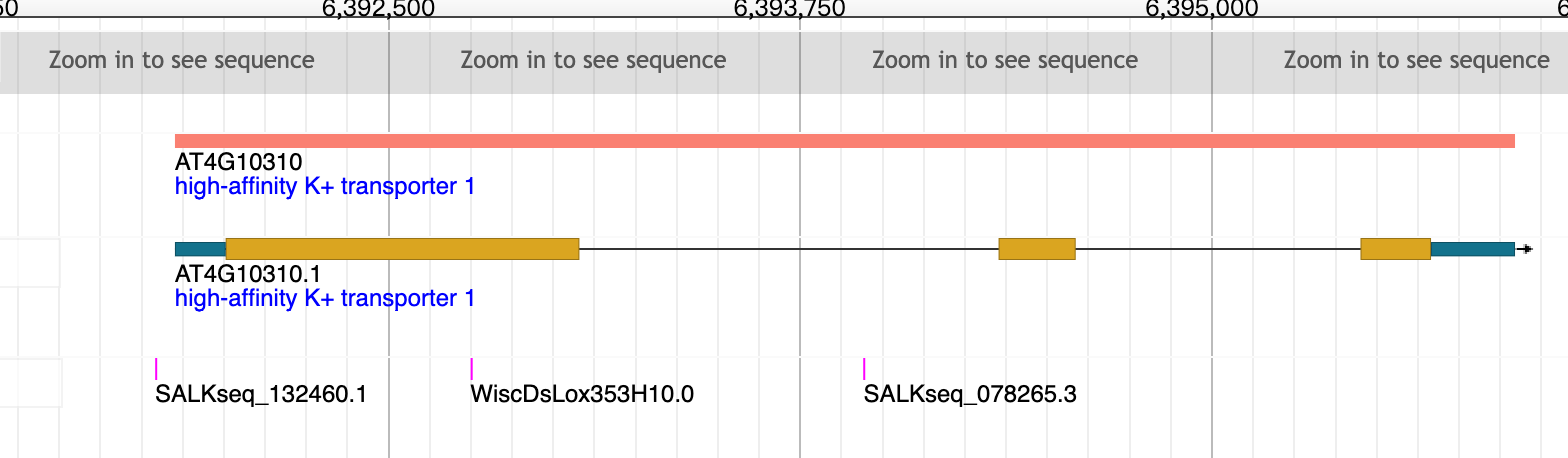 50 6,392,500 6,393,750 6,395,000 6
Zoom in to see sequence Zoom in to see sequence Zoom in to see sequence Zoom in to see sequence
AT4G10310
high-affinity K+ transporter 1
AT4G10310.1
high-affinity K+ transporter 1
SALKseq_132460.1 WiscDsLox353H10.0 SALKseq_078265.3